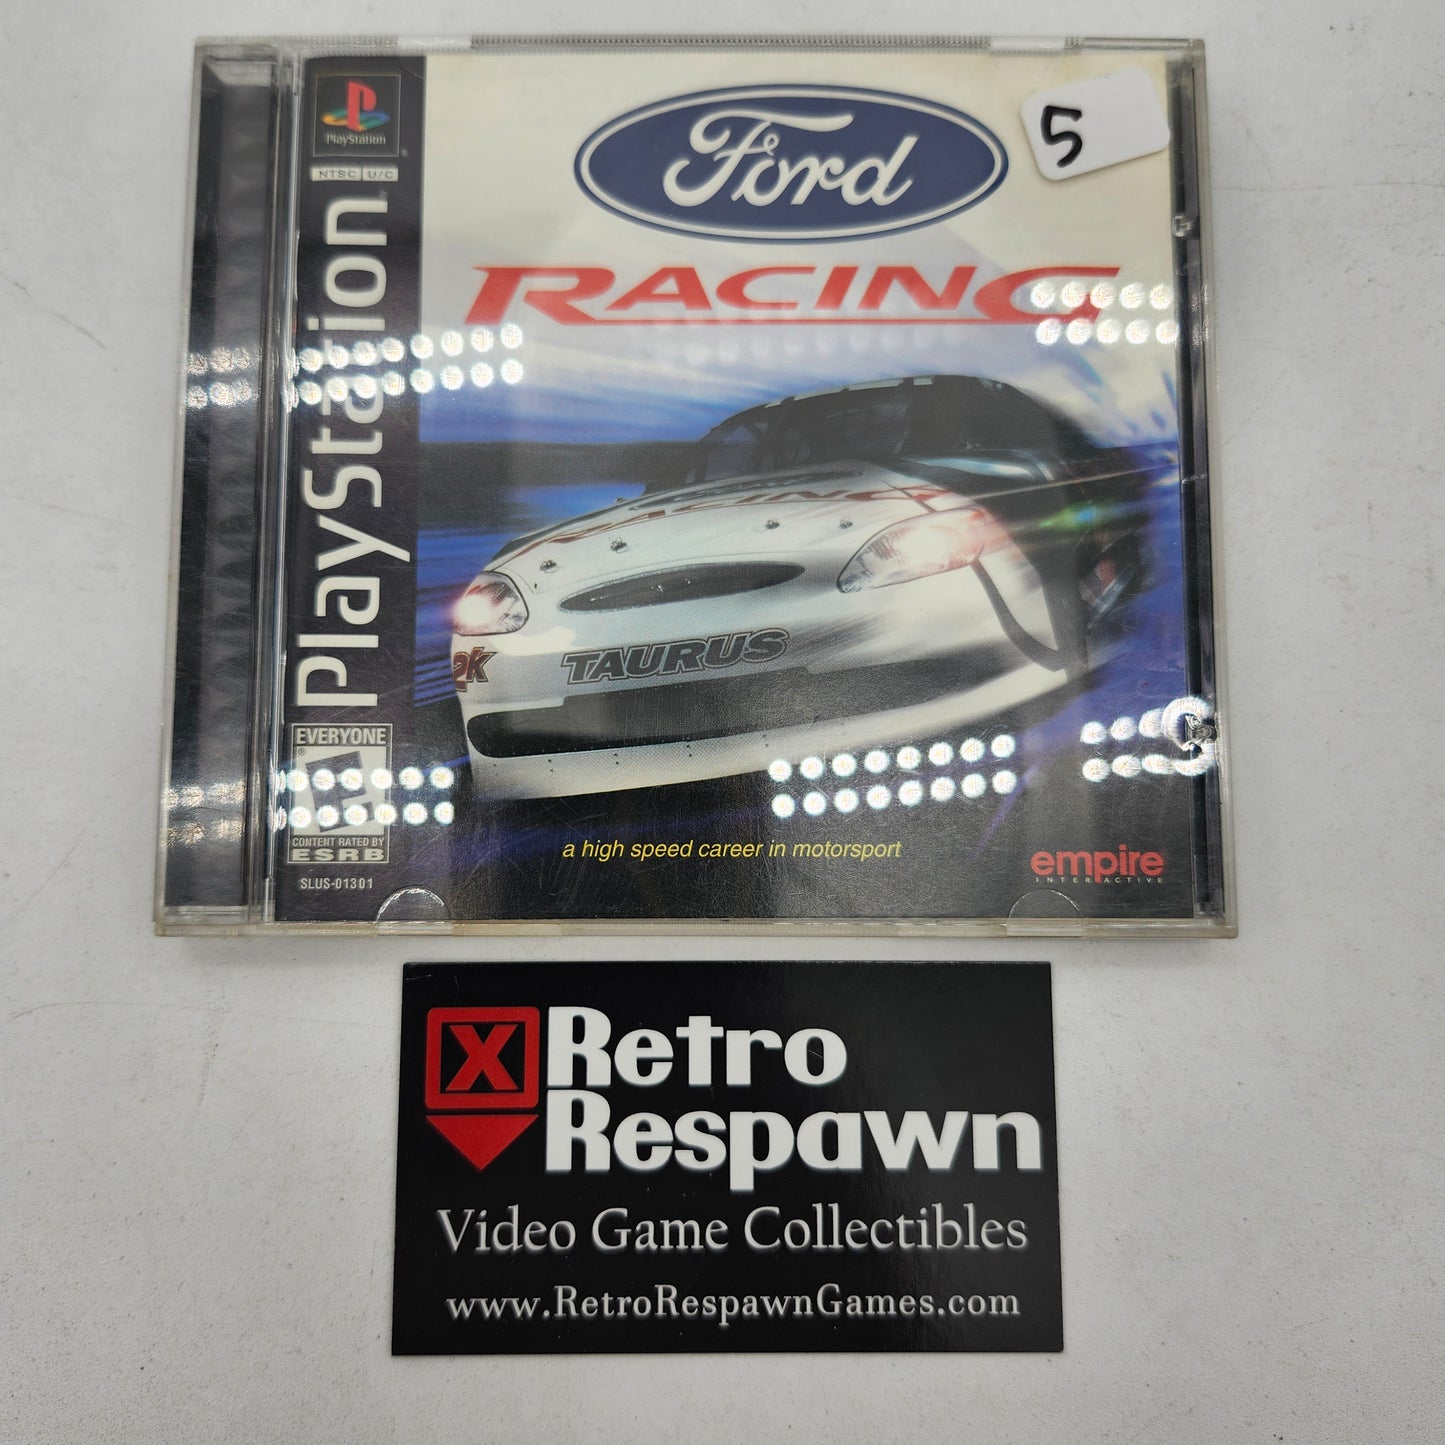 PlayStation
NTSC U/C
PlayStation
Ford
5
RACING
RACING
2K
TAURUS
EVERYONE
CONTENT RATED BY
ESRB
SLUS-01301
a high speed career in motorsport
empire
INTERACTIVE
X
Retro
Respawn
Video Game Collectibles
www.RetroRespawnGames.com